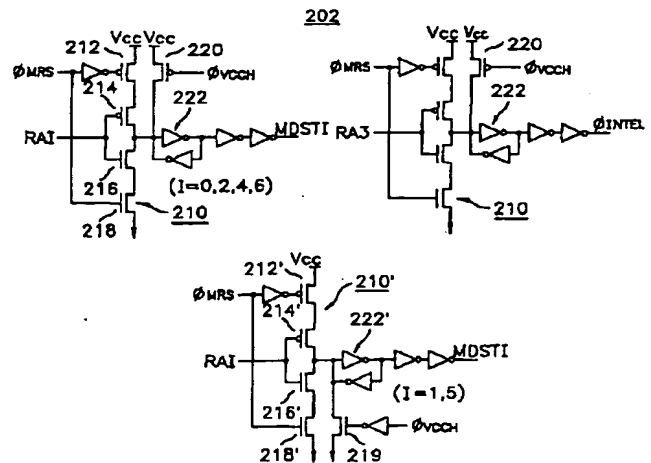 202
Vcc Vcc
212
220
ØMRS
ØVCCH
214
222
RAI
MDSTI
216
(I=0,2,4,6)
218
210
Vcc Vcc
220
ØMRS
ØVCCH
222
RA3
ØINTEL
210
Vcc
212'
210'
ØMRS
214'
222'
RAI
MDSTI
(I=1,5)
216'
ØVCCH
218'
219